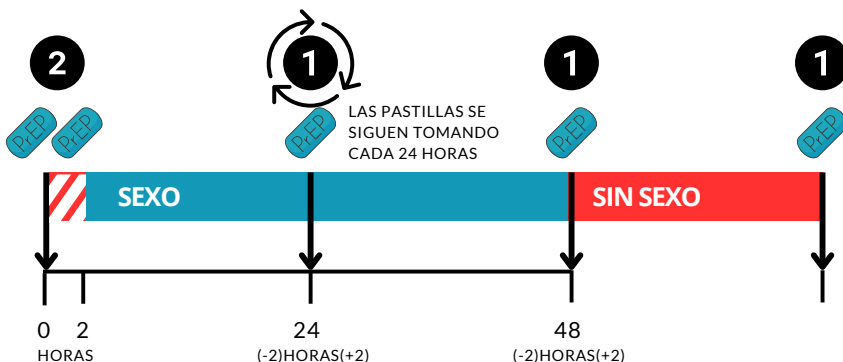 2
1
1
1
PrEP PrEP
PrEP
PrEP
PrEP
LAS PASTILLAS SE
SIGUEN TOMANDO
CADA 24 HORAS
SEXO
SIN SEXO
0 2
HORAS
24
(-2)HORAS(+2)
48
(-2)HORAS(+2)